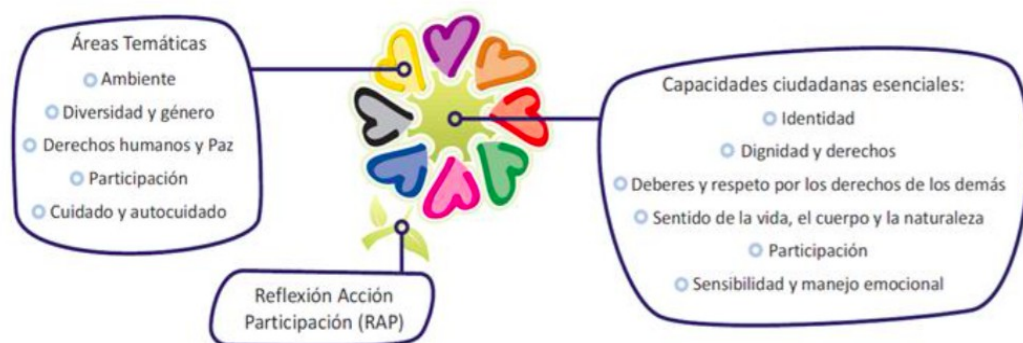 Áreas Temáticas
Ambiente
Diversidad y género
Derechos humanos y Paz
Participación
Cuidado y autocuidado
Capacidades ciudadanas esenciales:
Identidad
Dignidad y derechos
Deberes y respeto por los derechos de los demás
Sentido de la vida, el cuerpo y la naturaleza
Participación
Sensibilidad y manejo emocional
Reflexión Acción
Participación (RAP)